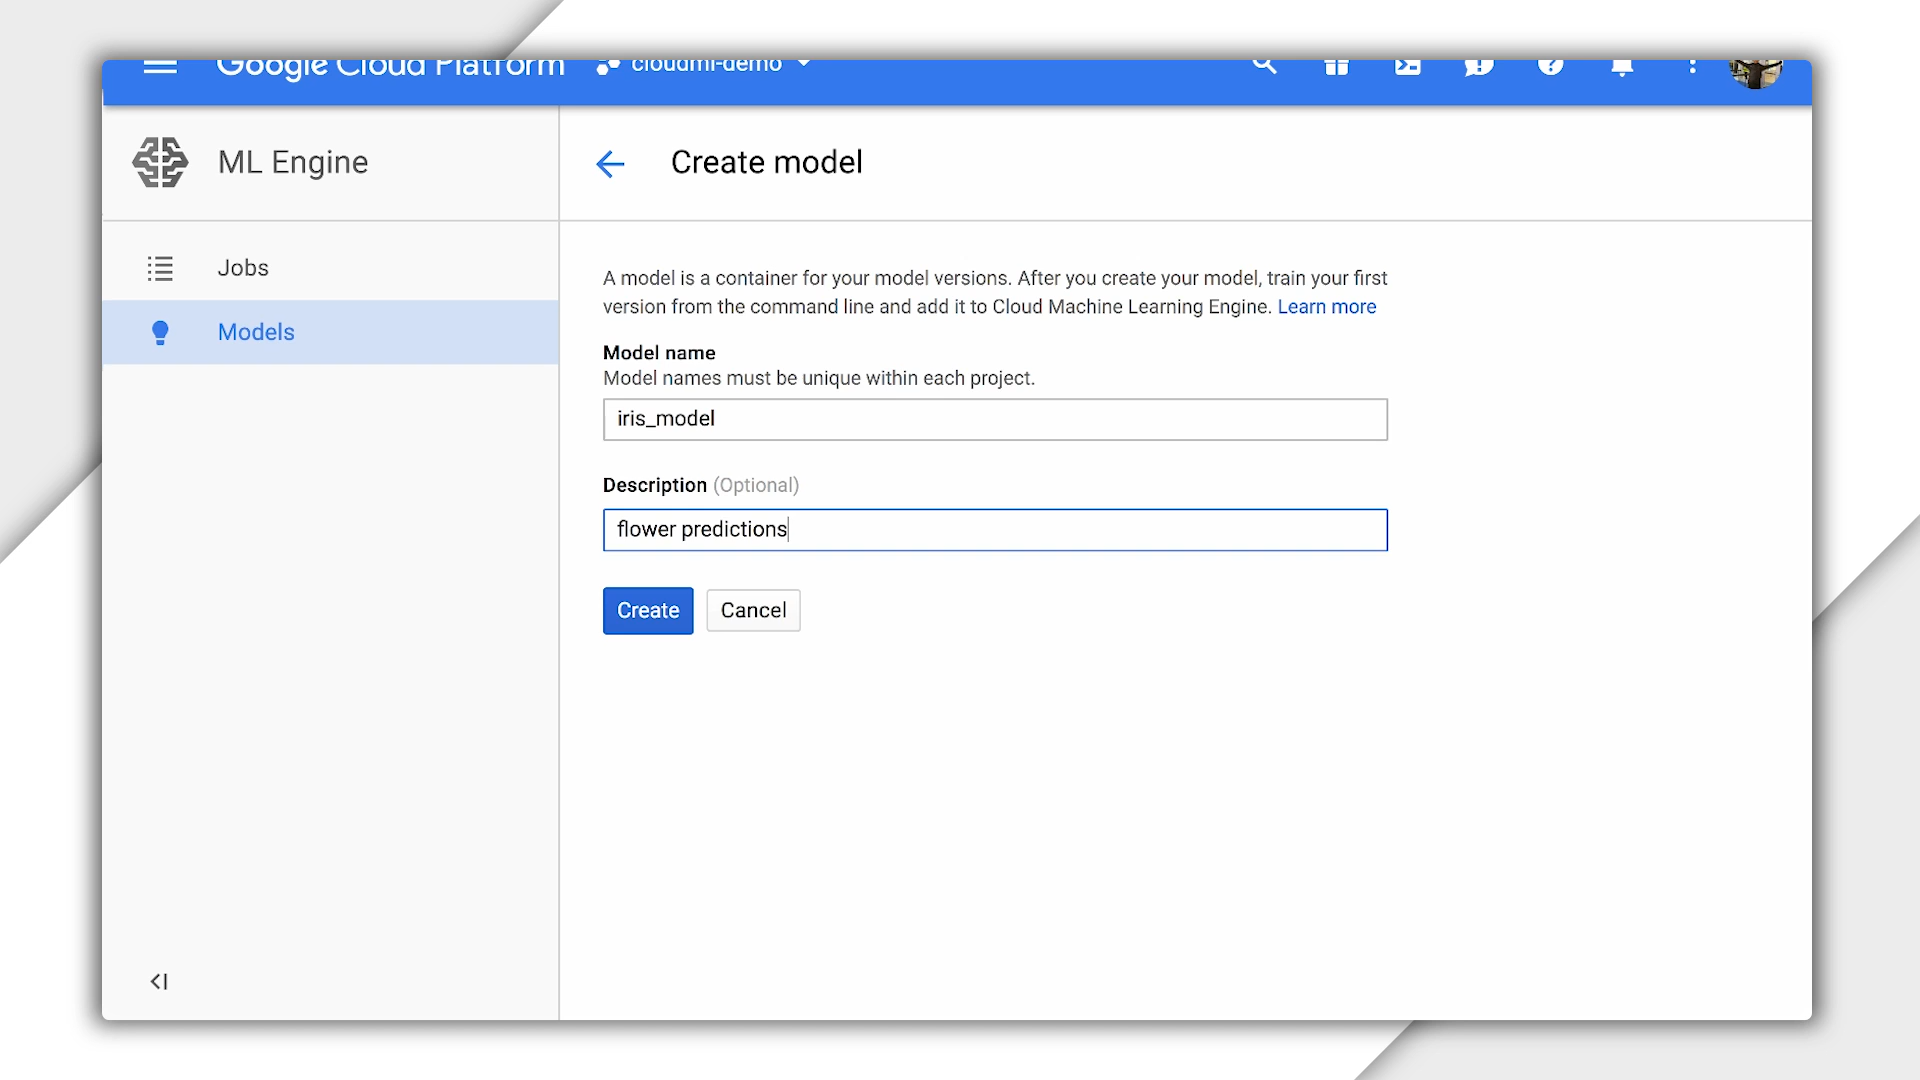 Google Cloud Platform cloudml-demo
ML Engine
Create model
Jobs
Models
A model is a container for your model versions. After you create your model, train your first
version from the command line and add it to Cloud Machine Learning Engine. Learn more
Model name
Model names must be unique within each project.
iris_model
Description (Optional)
flower predictions
Create Cancel